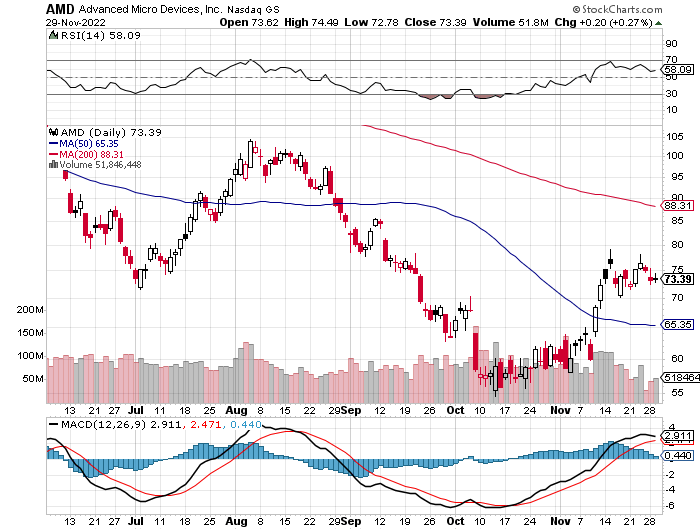 AMD Advanced Micro Devices, Inc. Nasdaq GS © StockCharts.com
29-Nov-2022 Open 73.62 High 74.49 Low 72.78 Close 73.39 Volume 51.8M Chg +0.20 (+0.27%)
RSI(14) 58.09
90
70
58.09
50
30
10
AMD (Daily) 73.39
MA(50) 65.35
MA(200) 88.31
Volume 51,846,448
105
100
95
90
88.31
85
80
75
73.39
70
65.35
60
55
200M
150M
100M
50M
518464
13 21 27 Jul 11 18 25 Aug 8 15 22 29 Sep 12 19 26 Oct 10 17 24 Nov 7 14 21 28
MACD(12,26,9) 2.911, 2.471, 0.440
4
2.911
0.440
-2
-4
-6
13 21 27 Jul 11 18 25 Aug 8 15 22 29 Sep 12 19 26 Oct 10 17 24 Nov 7 14 21 28